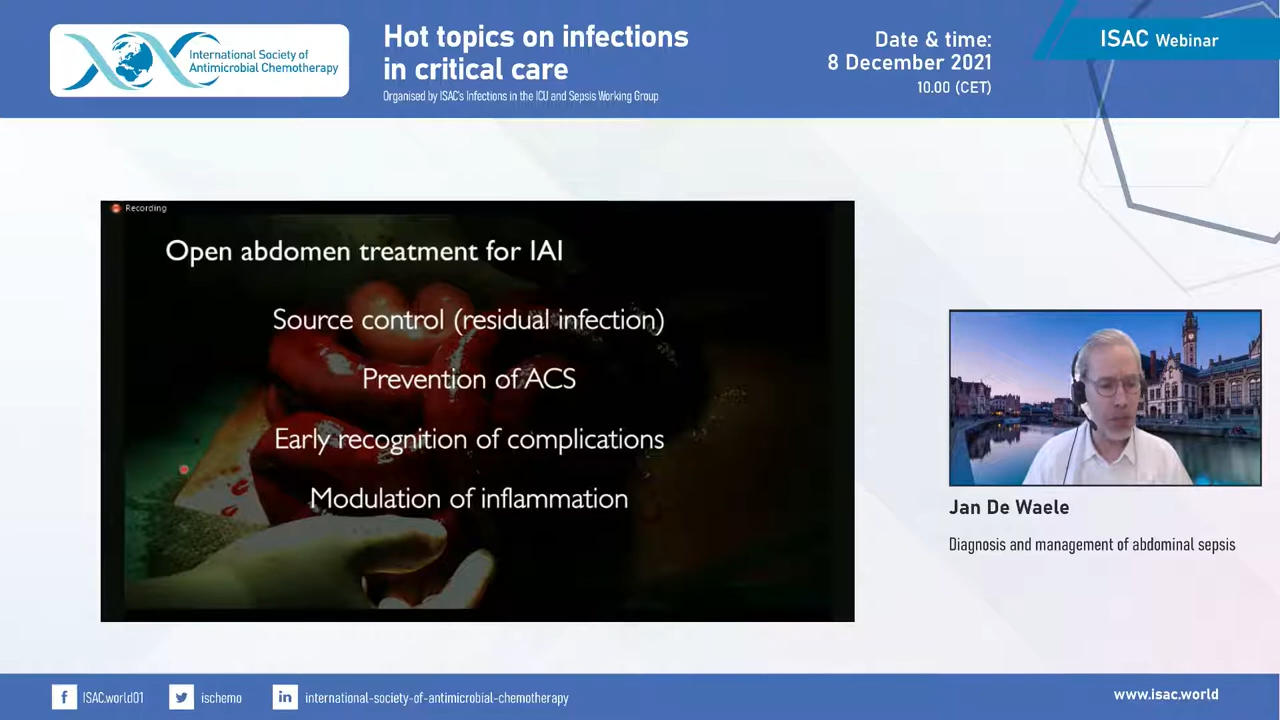 International Society of
Antimicrobial Chemotherapy
Hot topics on infections
in critical care
Organised by ISAC's Infections in the ICU and Sepsis Working Group
Date & time:
8 December 2021
10.00 (CET)
ISAC Webinar
Recording
Open abdomen treatment for IAI
Source control (residual infection)
Prevention of ACS
Early recognition of complications
Modulation of inflammation
Jan De Waele
Diagnosis and management of abdominal sepsis
f ISAC.world01
ischemo
in international-society-of-antimicrobial-chemotherapy
www.isac.world